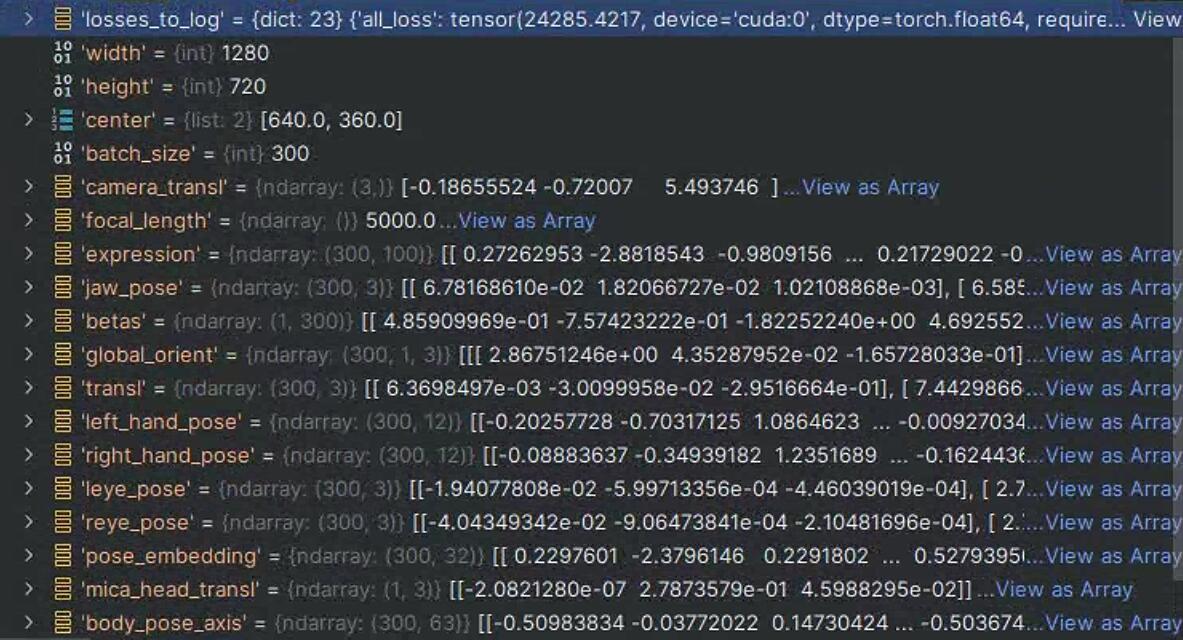 'losses_to_log' = {dict: 23} {'all_loss': tensor(24285.4217, device='cuda:0', dtype=torch.float64, require... View
'width' = {int} 1280
'height' = {int} 720
'center' = {list: 2} [640.0, 360.0]
'batch_size' = {int} 300
'camera_transl' = {ndarray: (3,)} [-0.18655524 -0.72007 5.493746 ] ...View as Array
'focal_length' = {ndarray: ()} 5000.0 ...View as Array
'expression' = {ndarray: (300, 100)} [[ 0.27262953 -2.8818543 -0.9809156 ... 0.21729022 -0...View as Array
'jaw_pose' = {ndarray: (300, 3)} [[ 6.78168610e-02 1.82066727e-02 1.02108868e-03], [ 6.585...View as Array
'betas' = {ndarray: (1, 300)} [[ 4.85909969e-01 -7.57423222e-01 -1.82252240e+00 4.692552...View as Array
'global_orient' = {ndarray: (300, 1, 3)} [[[ 2.86751246e+00 4.35287952e-02 -1.65728033e-01]...View as Array
'transl' = {ndarray: (300, 3)} [[ 6.3698497e-03 -3.0099958e-02 -2.9516664e-01], [ 7.4429866...View as Array
'left_hand_pose' = {ndarray: (300, 12)} [[-0.20257728 -0.70317125 1.0864623 ... -0.00927034...View as Array
'right_hand_pose' = {ndarray: (300, 12)} [[-0.08883637 -0.34939182 1.2351689 ... -0.1624436...View as Array
'leye_pose' = {ndarray: (300, 3)} [[-1.94077808e-02 -5.99713356e-04 -4.46039019e-04], [ 2.7...View as Array
'reye_pose' = {ndarray: (300, 3)} [[-4.04349342e-02 -9.06473841e-04 -2.10481696e-04], [ 2....View as Array
'pose_embedding' = {ndarray: (300, 32)} [[ 0.2297601 -2.3796146 0.2291802 ... 0.5279395...View as Array
'mica_head_transl' = {ndarray: (1, 3)} [[-2.0821280e-07 2.7873579e-01 4.5988295e-02]] ...View as Array
'body_pose_axis' = {ndarray: (300, 63)} [[-0.50983834 -0.03772022 0.14730424 ... -0.503674...View as Array